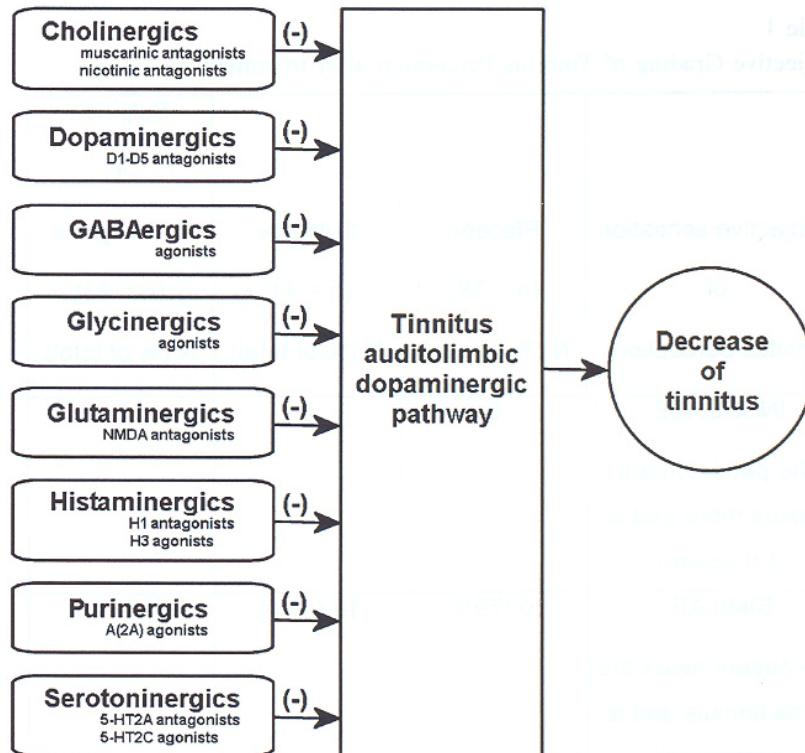 Cholinergics
muscarinic antagonists
nicotinic antagonists
(-)
Dopaminergics
D1-D5 antagonists
(-)
GABAergics
agonists
(-)
Glycinergics
agonists
(-)
Glutaminergics
NMDA antagonists
(-)
Histaminergics
H1 antagonists
H3 agonists
(-)
Purinergics
A(2A) agonists
(-)
Serotoninergics
5-HT2A antagonists
5-HT2C agonists
(-)
Tinnitus
auditolimbic
dopaminergic
pathway
Decrease
of
tinnitus